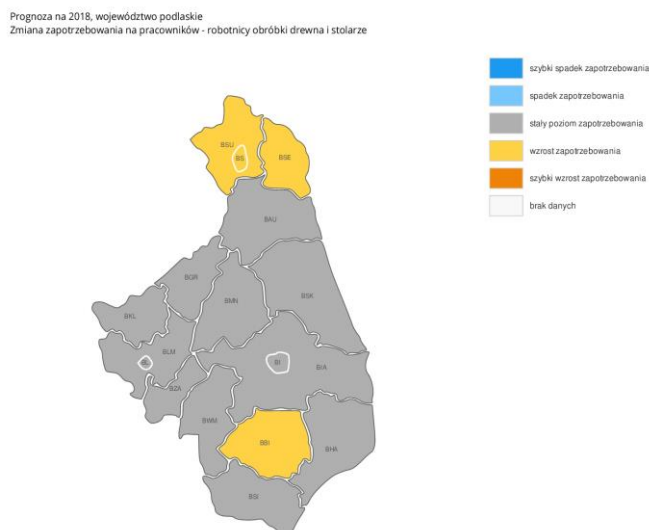 Prognoza na 2018, województwo podlaskie
Zmiana zapotrzebowania na pracowników - robotnicy obróbki drewna i stolarze
szybki spadek zapotrzebowania
spadek zapotrzebowania
stały poziom zapotrzebowania
wzrost zapotrzebowania
szybki wzrost zapotrzebowania
brak danych
BSU
BS
BSE
BAU
BGR
BMN
BSK
BKL
BLM
BL
BI
BIA
BZA
BWM
BBI
BHA
BSI